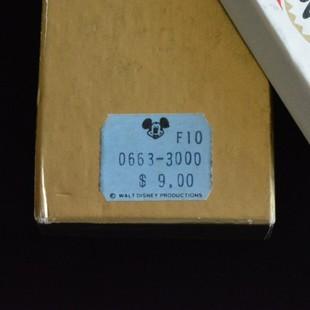 F10
0663-3000
$ 9.00
© WALT DISNEY PRODUCTIONS